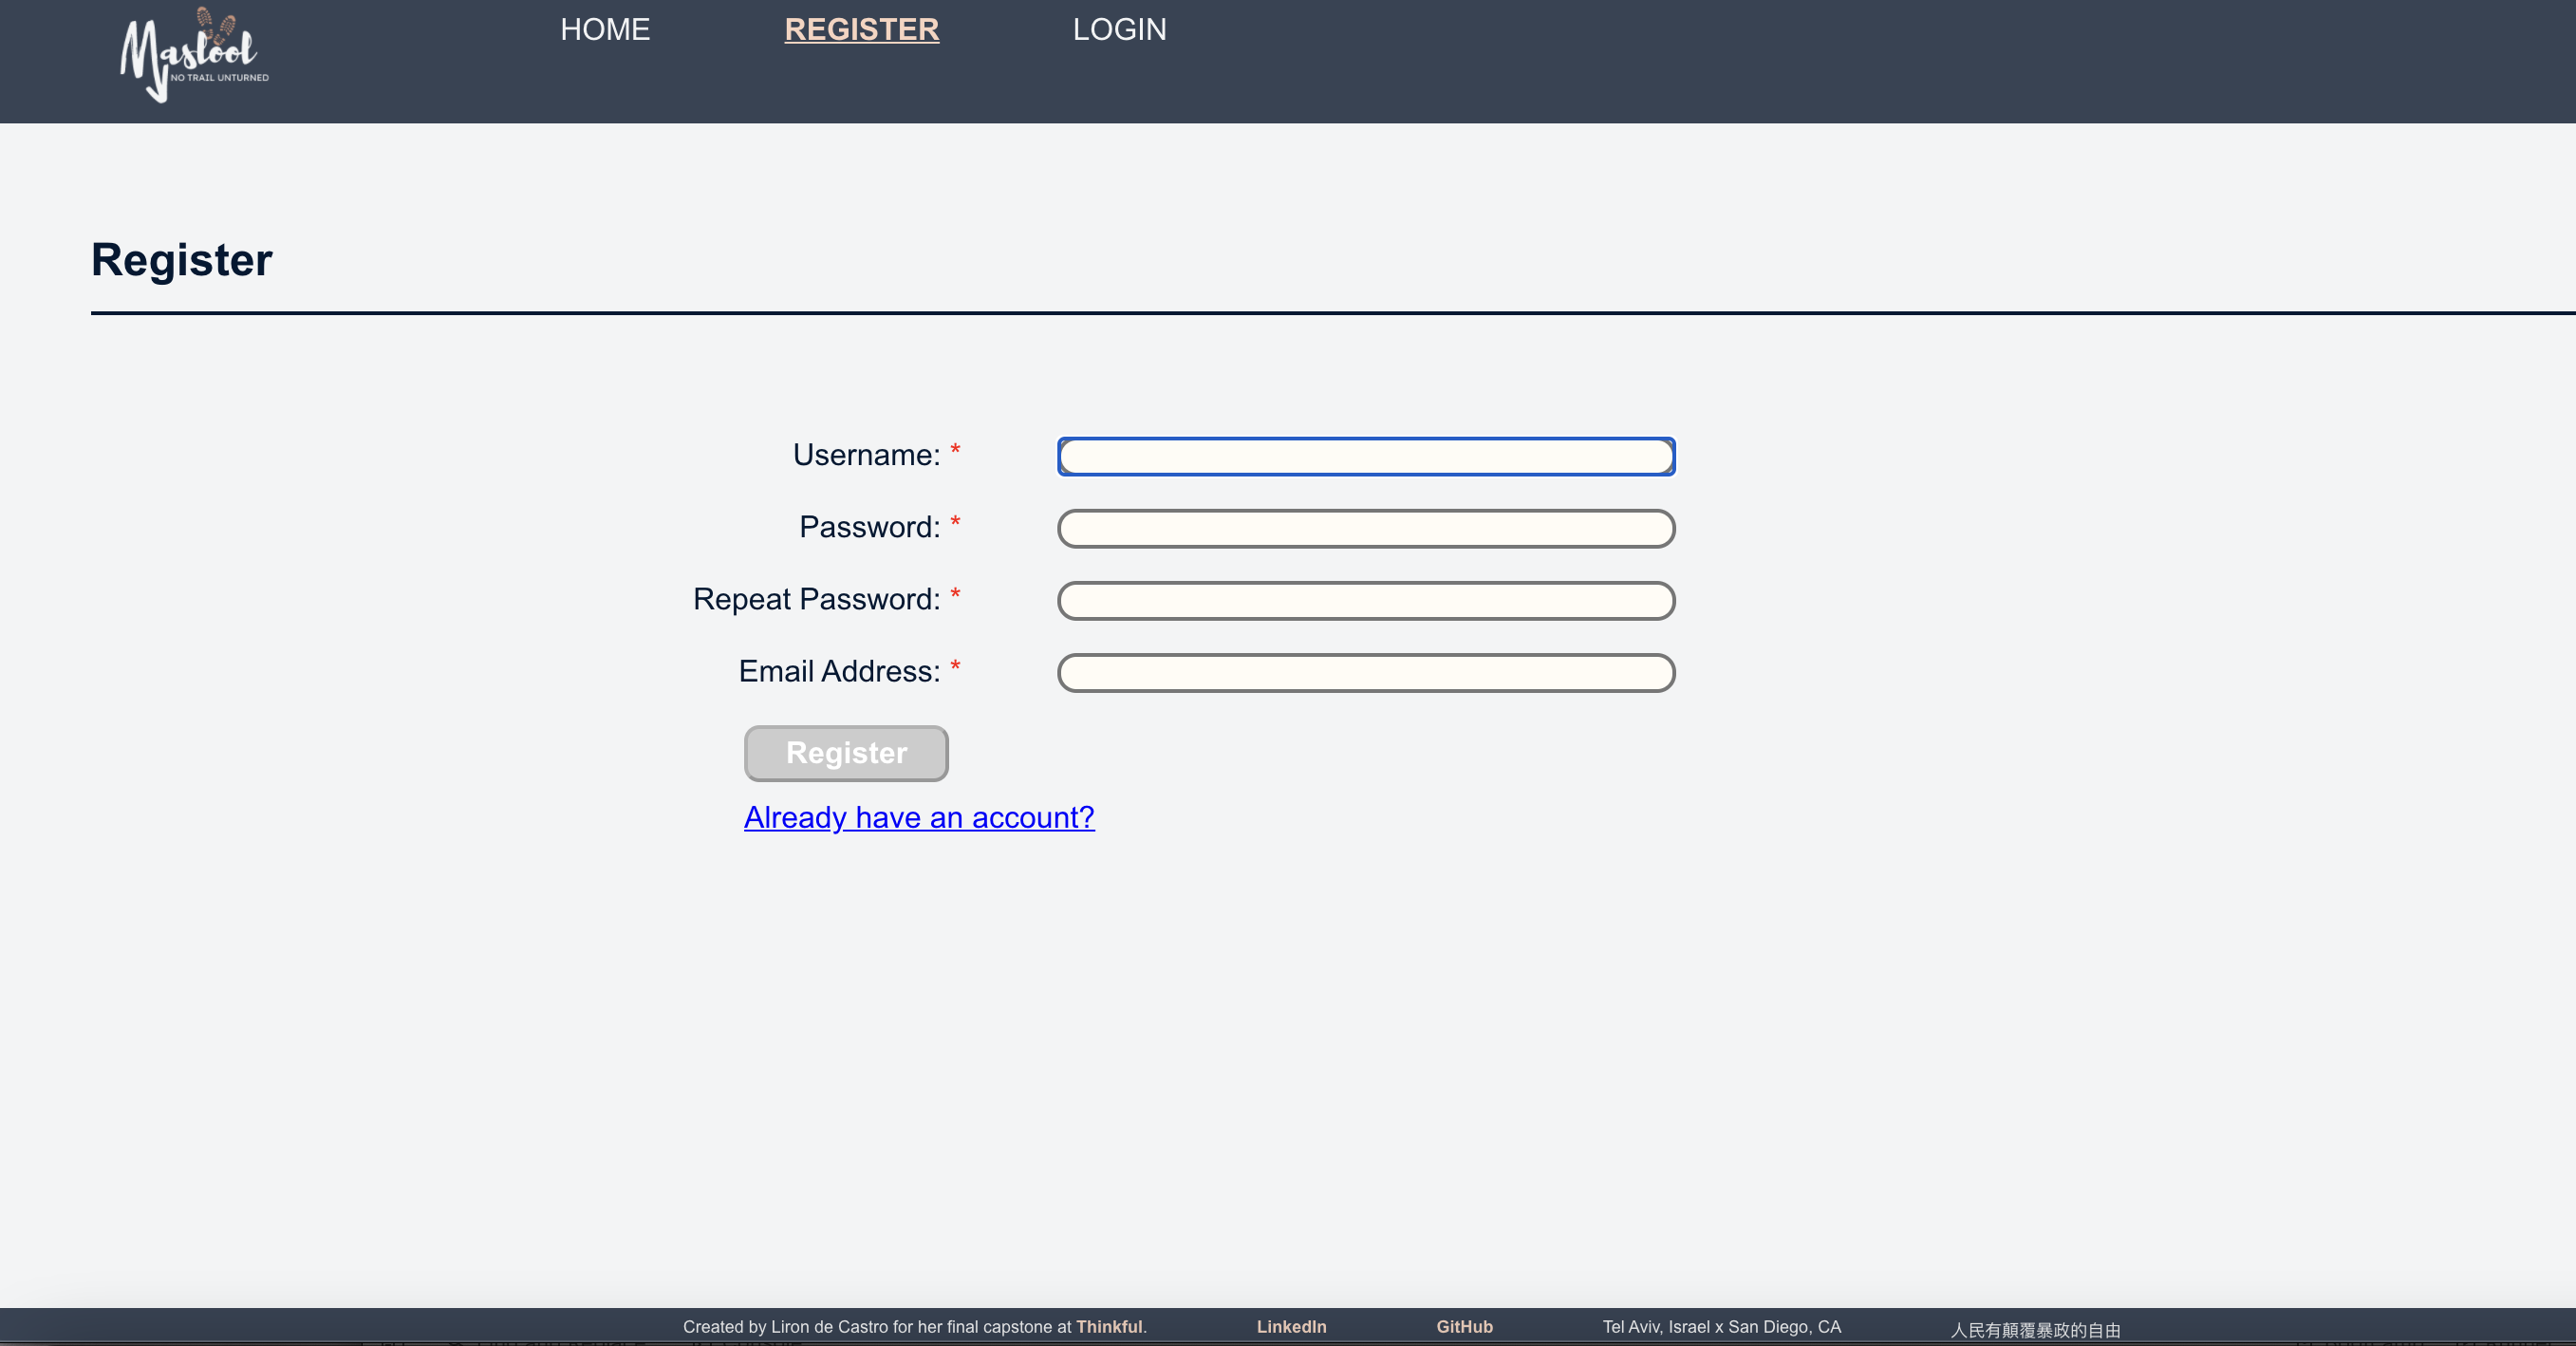 Maslool
NO TRAIL UNTURNED
HOME
REGISTER
LOGIN
Register
Username: *
Password: *
Repeat Password: *
Email Address: *
Register
Already have an account?
Created by Liron de Castro for her final capstone at Thinkful.
LinkedIn
GitHub
Tel Aviv, Israel x San Diego, CA
人民有顛覆暴政的自由